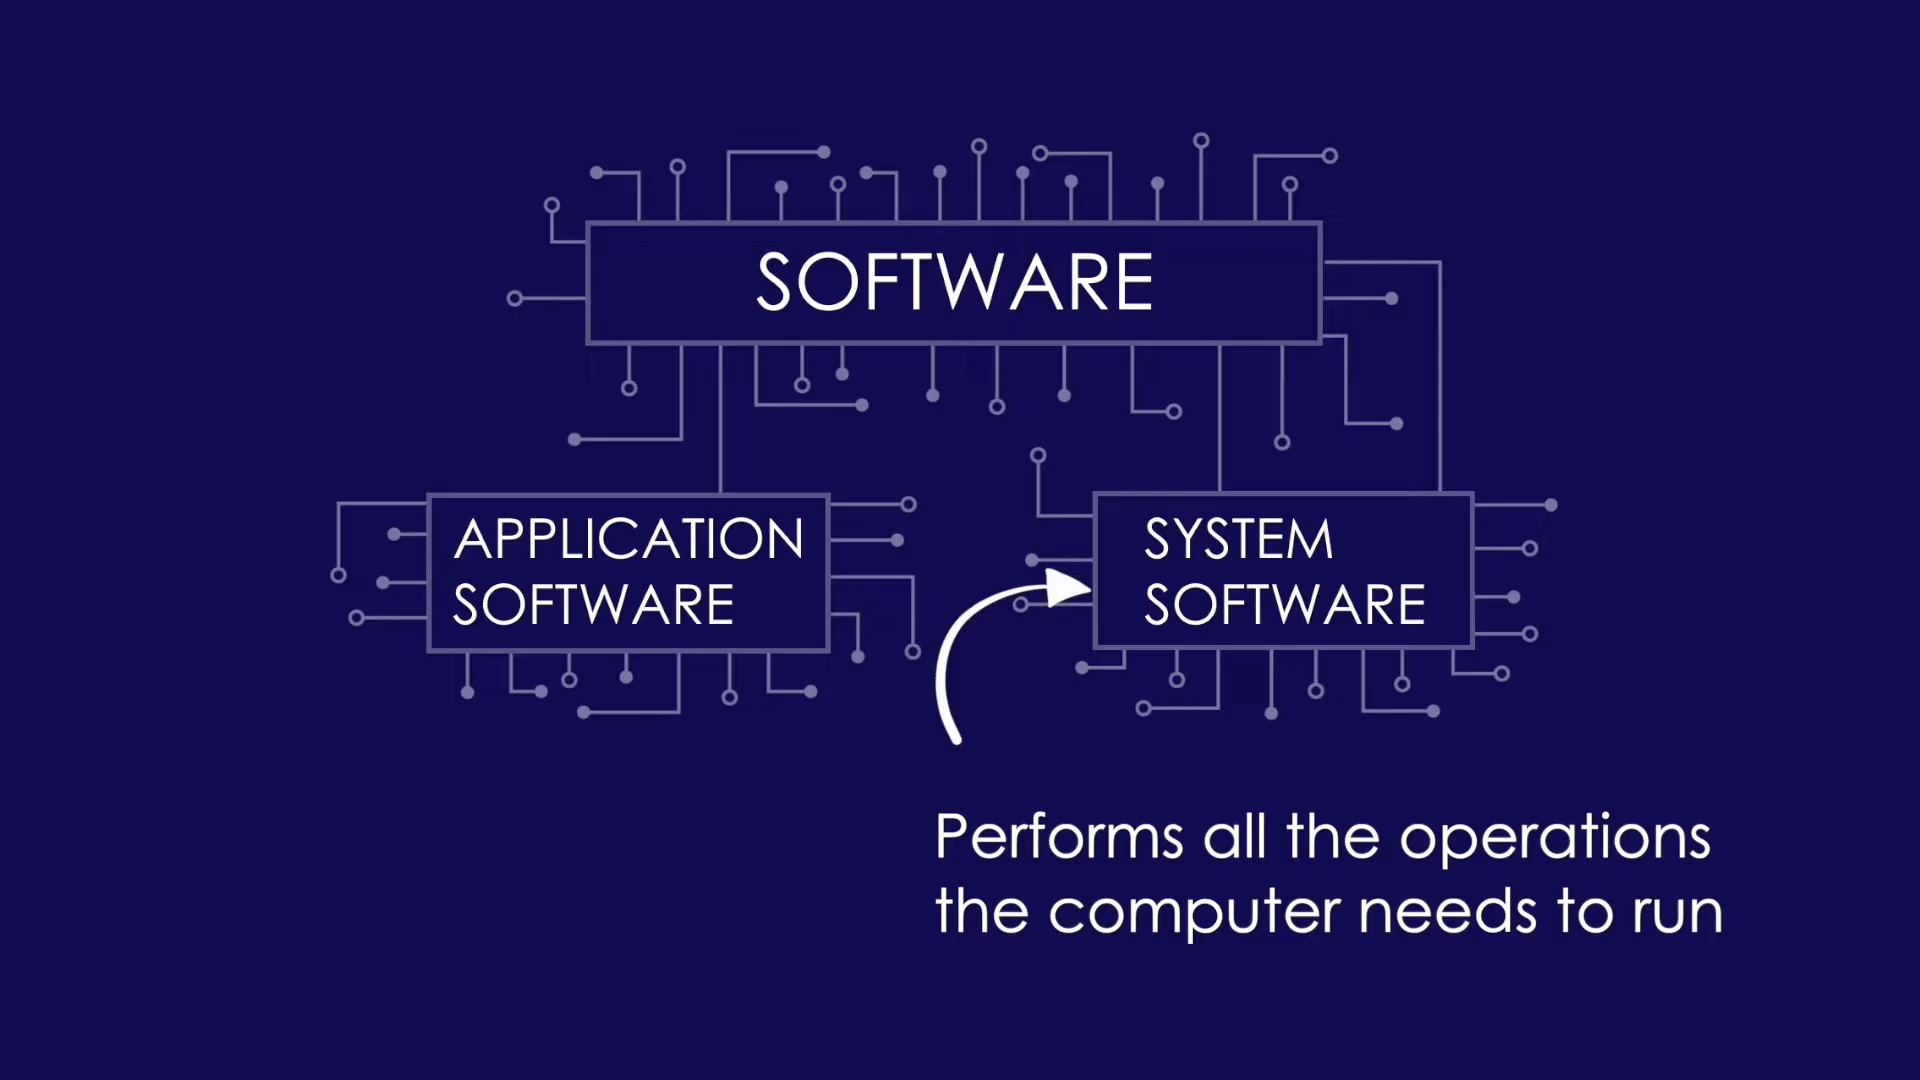 SOFTWARE
APPLICATION
SOFTWARE
SYSTEM
SOFTWARE
Performs all the operations
the computer needs to run